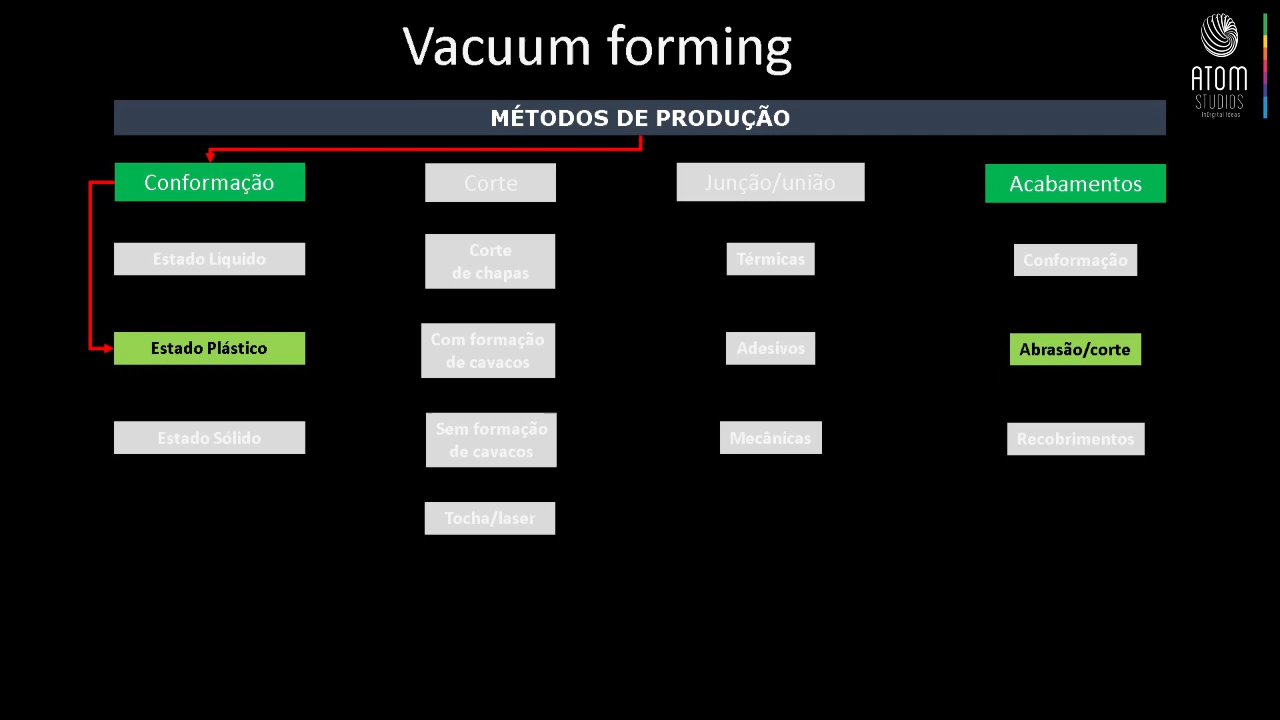 Vacuum forming
ATOM
STUDIOS
InDigital Ideas
MÉTODOS DE PRODUÇÃO
Conformação
Corte
Junção/união
Acabamentos
Estado Líquido
Corte
de chapas
Térmicas
Conformação
Estado Plástico
Com formação
de cavacos
Adesivos
Abrasão/corte
Estado Sólido
Sem formação
de cavacos
Mecânicas
Recobrimentos
Tocha/laser